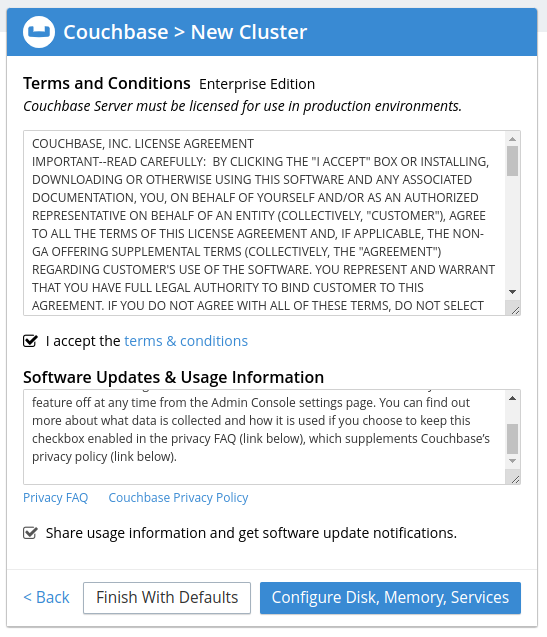 Couchbase > New Cluster
Terms and Conditions Enterprise Edition
Couchbase Server must be licensed for use in production environments.
COUCHBASE, INC. LICENSE AGREEMENT
IMPORTANT--READ CAREFULLY: BY CLICKING THE "I ACCEPT" BOX OR INSTALLING,
DOWNLOADING OR OTHERWISE USING THIS SOFTWARE AND ANY ASSOCIATED
DOCUMENTATION, YOU, ON BEHALF OF YOURSELF AND/OR AS AN AUTHORIZED
REPRESENTATIVE ON BEHALF OF AN ENTITY (COLLECTIVELY, "CUSTOMER"), AGREE
TO ALL THE TERMS OF THIS LICENSE AGREEMENT AND, IF APPLICABLE, THE NON-
GA OFFERING SUPPLEMENTAL TERMS (COLLECTIVELY, THE "AGREEMENT")
REGARDING CUSTOMER'S USE OF THE SOFTWARE. YOU REPRESENT AND WARRANT
THAT YOU HAVE FULL LEGAL AUTHORITY TO BIND CUSTOMER TO THIS
AGREEMENT. IF YOU DO NOT AGREE WITH ALL OF THESE TERMS, DO NOT SELECT
I accept the terms & conditions
Software Updates & Usage Information
feature off at any time from the Admin Console settings page. You can find out
more about what data is collected and how it is used if you choose to keep this
checkbox enabled in the privacy FAQ (link below), which supplements Couchbase’s
privacy policy (link below).
Privacy FAQ Couchbase Privacy Policy
Share usage information and get software update notifications.
< Back Finish With Defaults Configure Disk, Memory, Services